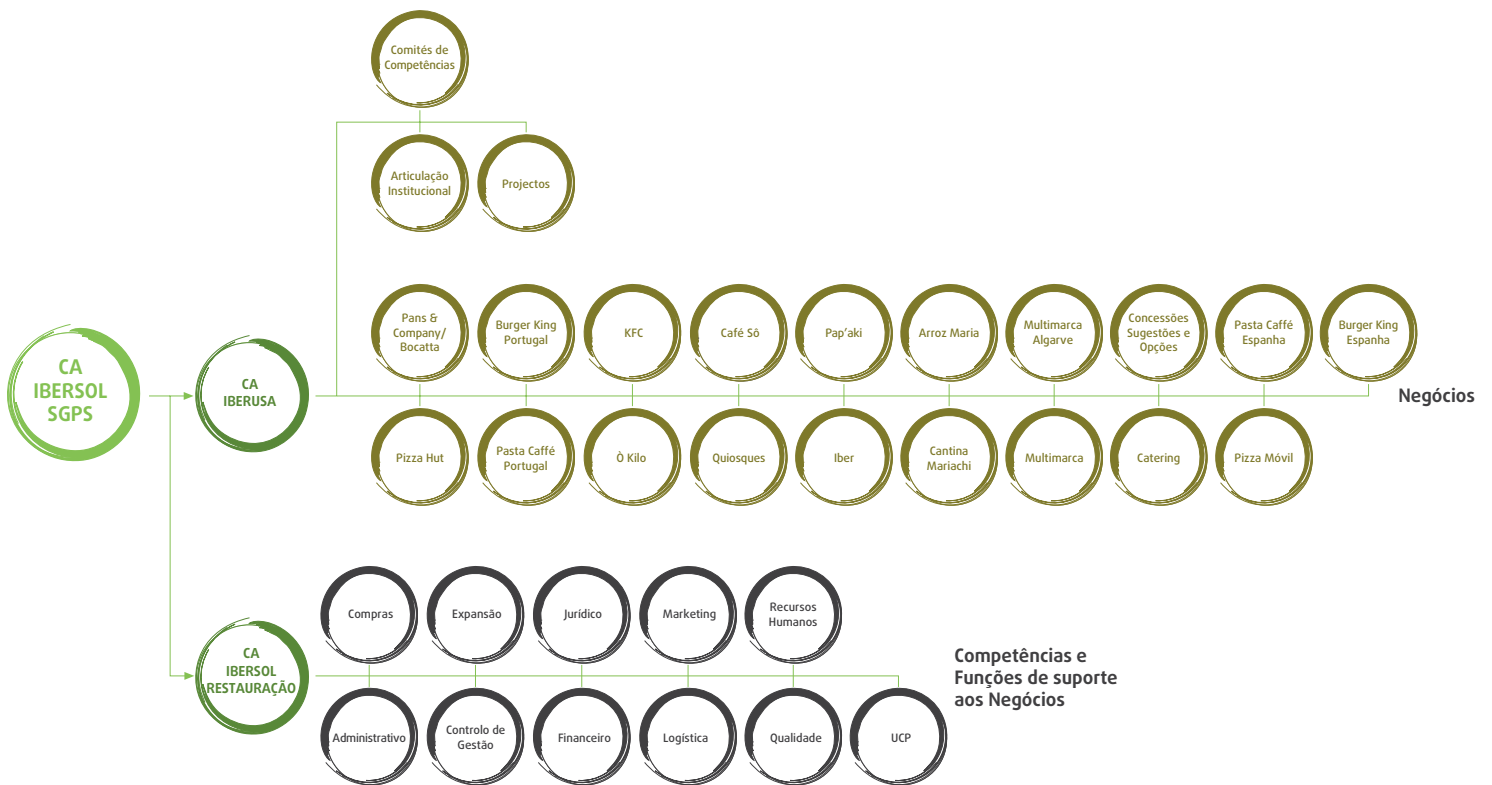 Comités de
Competências
Articulação
Institucional
Projectos
Pans &
Company/
Bocatta
Burger King
Portugal
KFC
Café Sô
Pap'aki
Arroz Maria
Multimarca
Algarve
Concessões
Sugestões e
Opções
Pasta Caffé
Espanha
Burger King
Espanha
CA
IBERSOL
SGPS
CA
IBERUSA
Negócios
Pizza Hut
Pasta Caffé
Portugal
Ò Kilo
Quiosques
Iber
Cantina
Mariachi
Multimarca
Catering
Pizza Móvil
Compras
Expansão
Jurídico
Marketing
Recursos
Humanos
CA
IBERSOL
RESTAURAÇÃO
Competências e
Funções de suporte
aos Negócios
Administrativo
Controlo de
Gestão
Financeiro
Logística
Qualidade
UCP